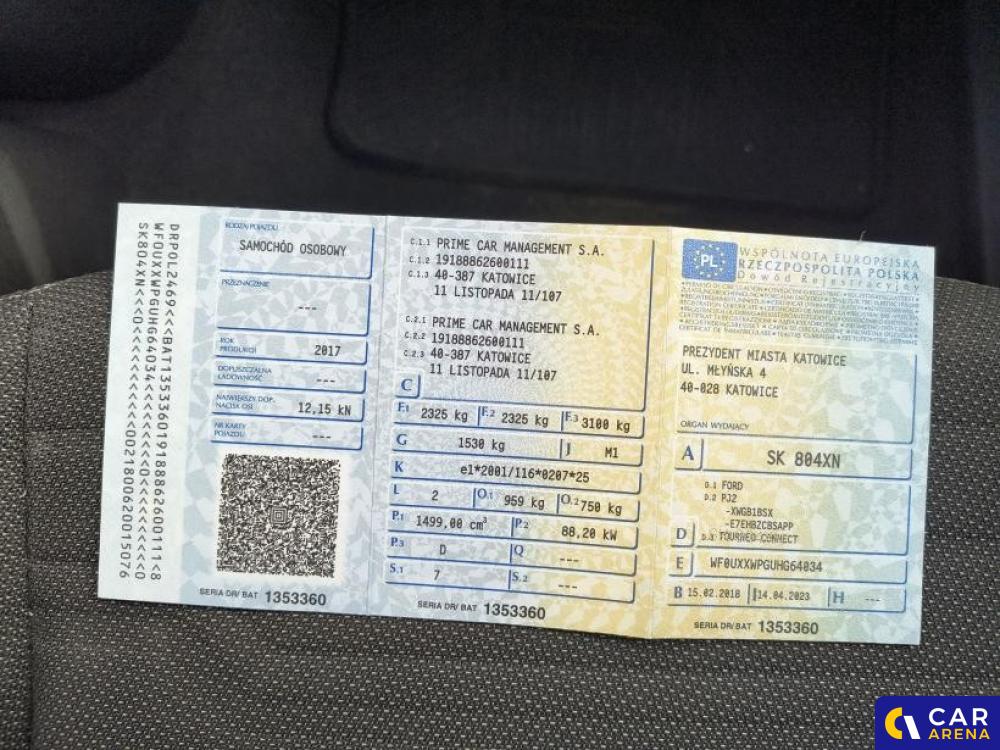 DRPOL2469<<BAT13533601918886260011​1<8
WF0UXXWPGUHG64034<<<<<<<<<<<<<0<<<<<<<0
SK804XN<<0<<<<<<<<<<<<<<0021800620015076
RODZAJ POJAZDU
SAMOCHÓD OSOBOWY
PRZEZNACZENIE
---
ROK
PRODUKCJI 2017
DOPUSZCZALNA
ŁADOWNOŚĆ ---
NAJWIĘKSZY DOP.
NACISK OSI 12,15 kN
NR KARTY
POJAZDU ---
SERIA DR/ BAT 1353360
C.1.1 PRIME CAR MANAGEMENT S.A.
C.1.2 19188862600111
C.1.3 40-387 KATOWICE
11 LISTOPADA 11/107
C.2.1 PRIME CAR MANAGEMENT S.A.
C.2.2 19188862600111
C.2.3 40-387 KATOWICE
11 LISTOPADA 11/107
C
F.1 2325 kg F.2 2325 kg F.3 3100 kg
G 1530 kg J M1
K e1*2001/116*0207*25
L 2 O.1 959 kg O.2 750 kg
P.1 1499,00 cm³ P.2 88,20 kW
P.3 D Q ---
S.1 7 S.2 ---
SERIA DR/ BAT 1353360
PL
WSPÓLNOTA EUROPEJSKA
RZECZPOSPOLITA POLSKA
Dowód Rejestracyjny
PREZYDENT MIASTA KATOWICE
UL. MŁYŃSKA 4
40-028 KATOWICE
ORGAN WYDAJĄCY
A SK 804XN
D.1 FORD
D.2 PJ2
-XWGB1BSX
-E7EHBZCBSAPP
D D.3 TOURNEO CONNECT
E WF0UXXWPGUHG64034
B 15.02.2018 I 14.04.2023 H ---
SERIA DR/ BAT 1353360
CAR
ARENA